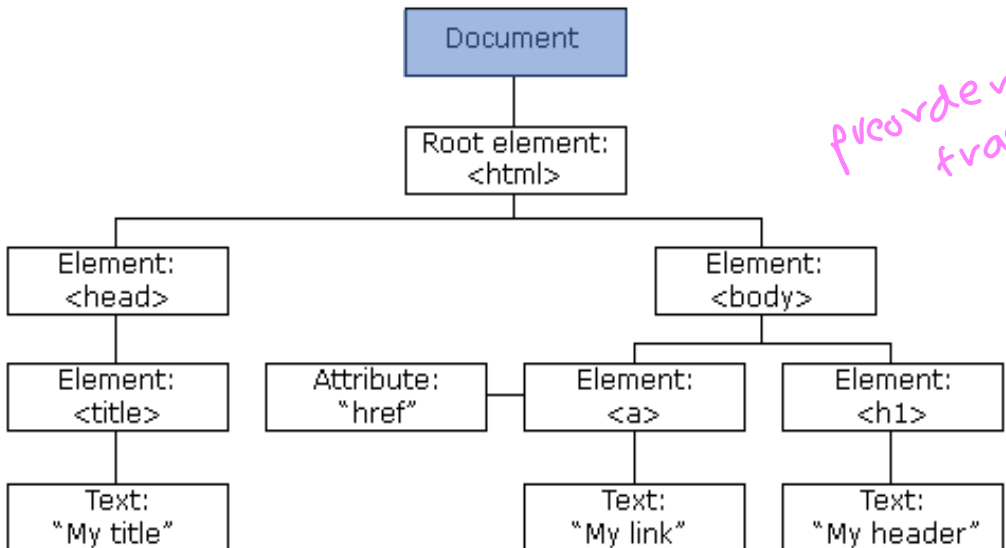 Document
Root element:
<html>
preorder
Element:
<head>
Element:
<body>
Element:
<title>
Attribute:
“href”
Element:
<a>
Element:
<h1>
Text:
“My title”
Text:
“My link”
Text:
“My header”